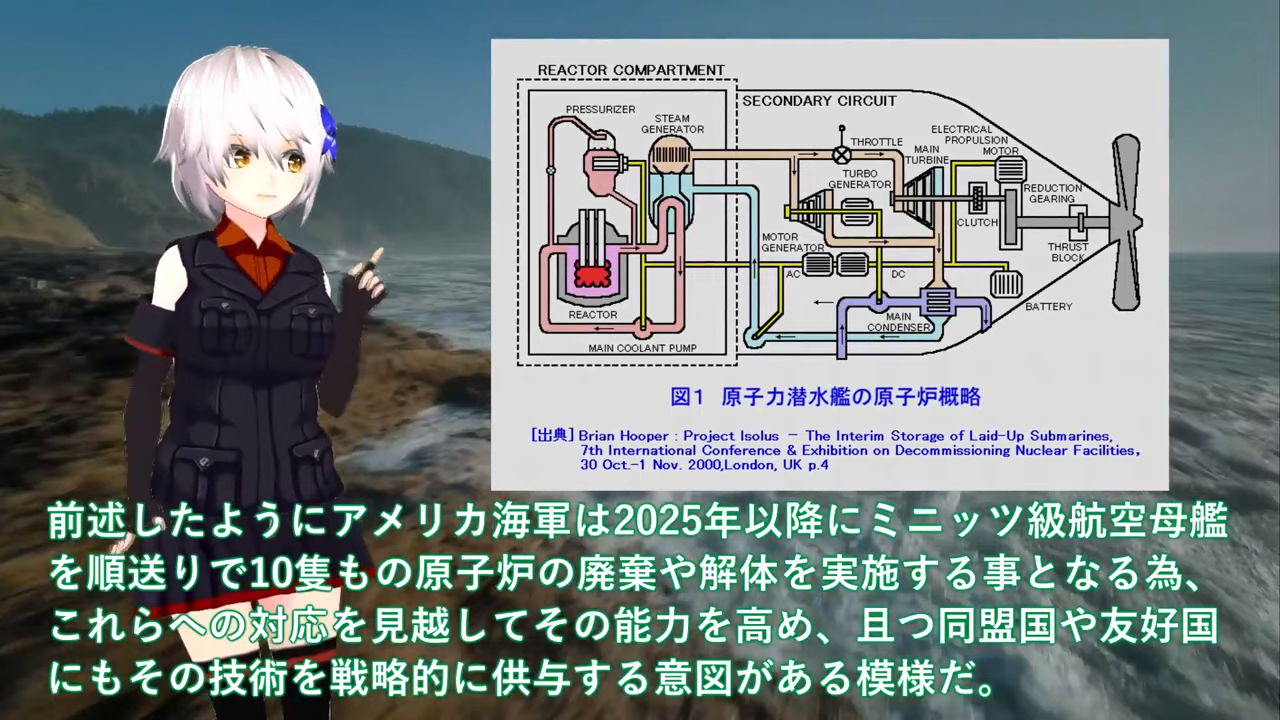 REACTOR COMPARTMENT
PRESSURIZER
STEAM
GENERATOR
SECONDARY CIRCUIT
THROTTLE
MAIN
TURBINE
ELECTRICAL
PROPULSION
MOTOR
TURBO
GENERATOR
REDUCTION
GEARING
CLUTCH
MOTOR
GENERATOR
THRUST
BLOCK
AC
DC
BATTERY
REACTOR
MAIN
CONDENSER
MAIN COOLANT PUMP
図1 原子力潜水艦の原子炉概略
[出典] Brian Hooper : Project Isolus － The Interim Storage of Laid-Up Submarines,
7th International Conference & Exhibition on Decommissioning Nuclear Facilities,
30 Oct.-1 Nov. 2000,London, UK p.4
前述したようにアメリカ海軍は2025年以降にミニッツ級航空母艦
を順送りで10隻もの原子炉の廃棄や解体を実施する事となる為、
これらへの対応を見越してその能力を高め、且つ同盟国や友好国
にもその技術を戦略的に供与する意図がある模様だ。